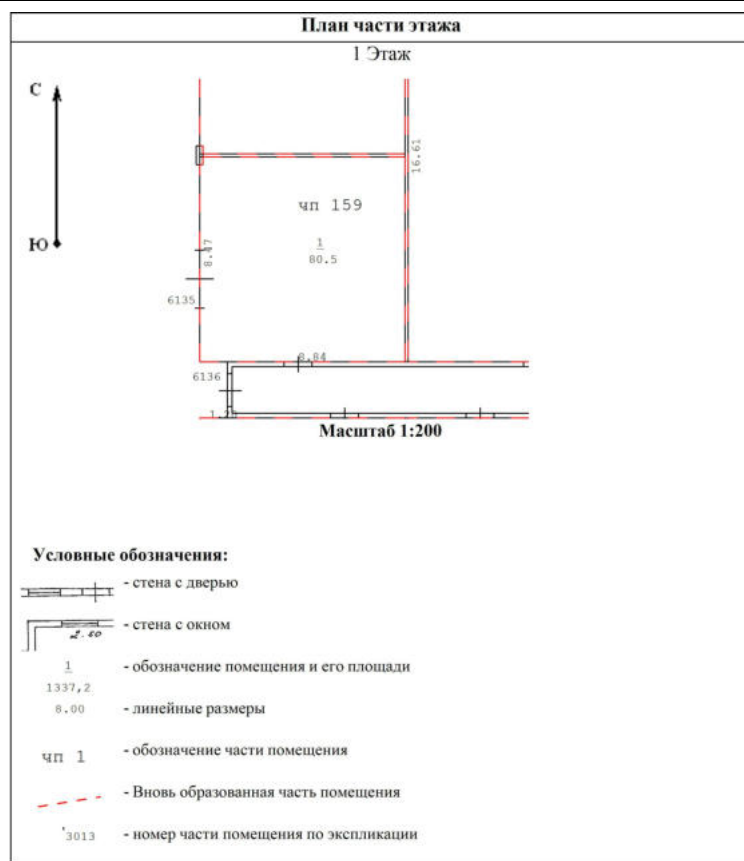 План части этажа
1 Этаж
С
16.61
чп 159
1
80.5
8.47
Ю
6135
8.84
6136
Масштаб 1:200
Условные обозначения:
- стена с дверью
2.50
- стена с окном
1
1337,2
- обозначение помещения и его площади
8.00
- линейные размеры
чп 1
- обозначение части помещения
- Вновь образованная часть помещения
3013
- номер части помещения по экспликации